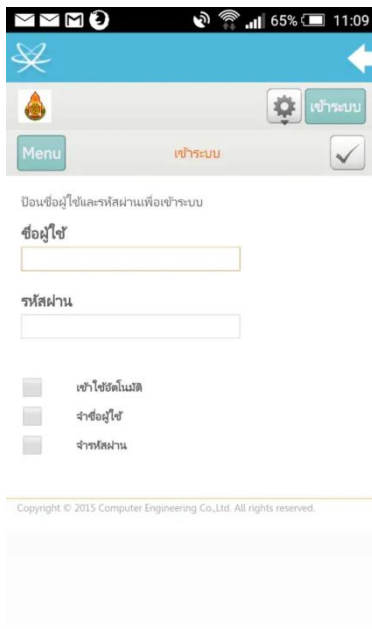 65% 11:09
เข้าระบบ
Menu เข้าระบบ
ป้อนชื่อผู้ใช้และรหัสผ่านเพื่อเข้าระบบ
ชื่อผู้ใช้
รหัสผ่าน
เข้าใช้อัตโนมัติ
จำชื่อผู้ใช้
จำรหัสผ่าน
Copyright © 2015 Computer Engineering Co.,Ltd. All rights reserved.